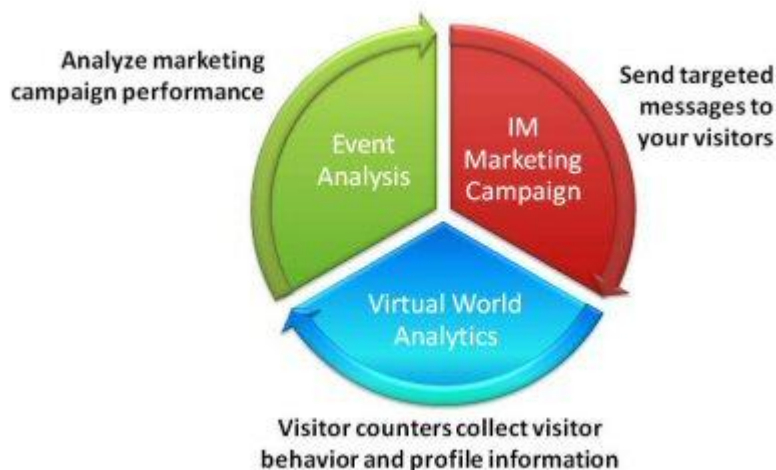 Analyze marketing
campaign performance
Event
Analysis
IM
Marketing
Campaign
Send targeted
messages to
your visitors
Virtual World
Analytics
Visitor counters collect visitor
behavior and profile information